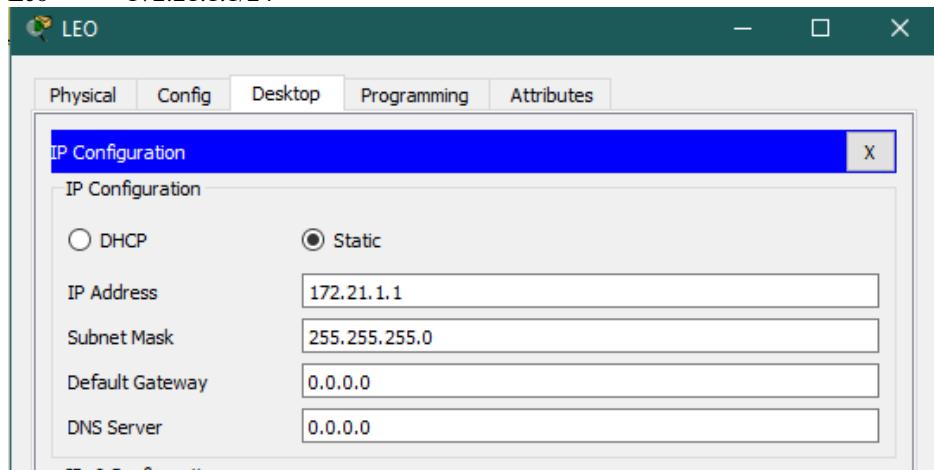 LEO
Physical Config Desktop Programming Attributes
IP Configuration X
IP Configuration
DHCP Static
IP Address 172.21.1.1
Subnet Mask 255.255.255.0
Default Gateway 0.0.0.0
DNS Server 0.0.0.0